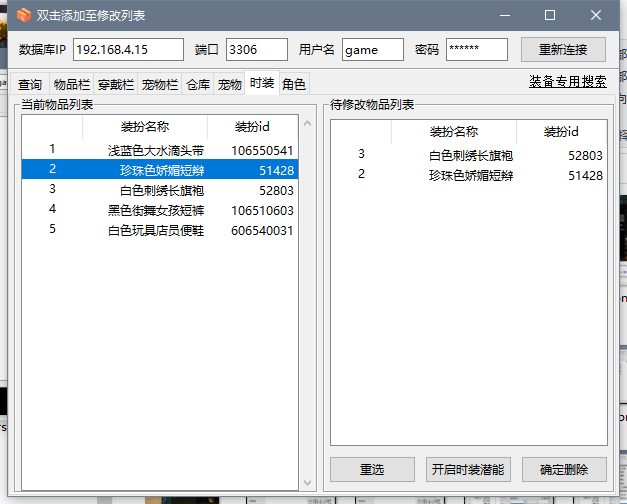 双击添加至修改列表
数据库IP 192.168.4.15 端口 3306 用户名 game 密码 ****** 重新连接
查询 物品栏 穿戴栏 宠物栏 仓库 宠物 时装 角色 装备专用搜索
当前物品列表
装扮名称 装扮id
1 浅蓝色大水滴头带 106550541
2 珍珠色娇媚短辫 51428
3 白色刺绣长旗袍 52803
4 黑色街舞女孩短裤 106510603
5 白色玩具店员便鞋 606540031
待修改物品列表
装扮名称 装扮id
3 白色刺绣长旗袍 52803
2 珍珠色娇媚短辫 51428
重选 开启时装潜能 确定删除